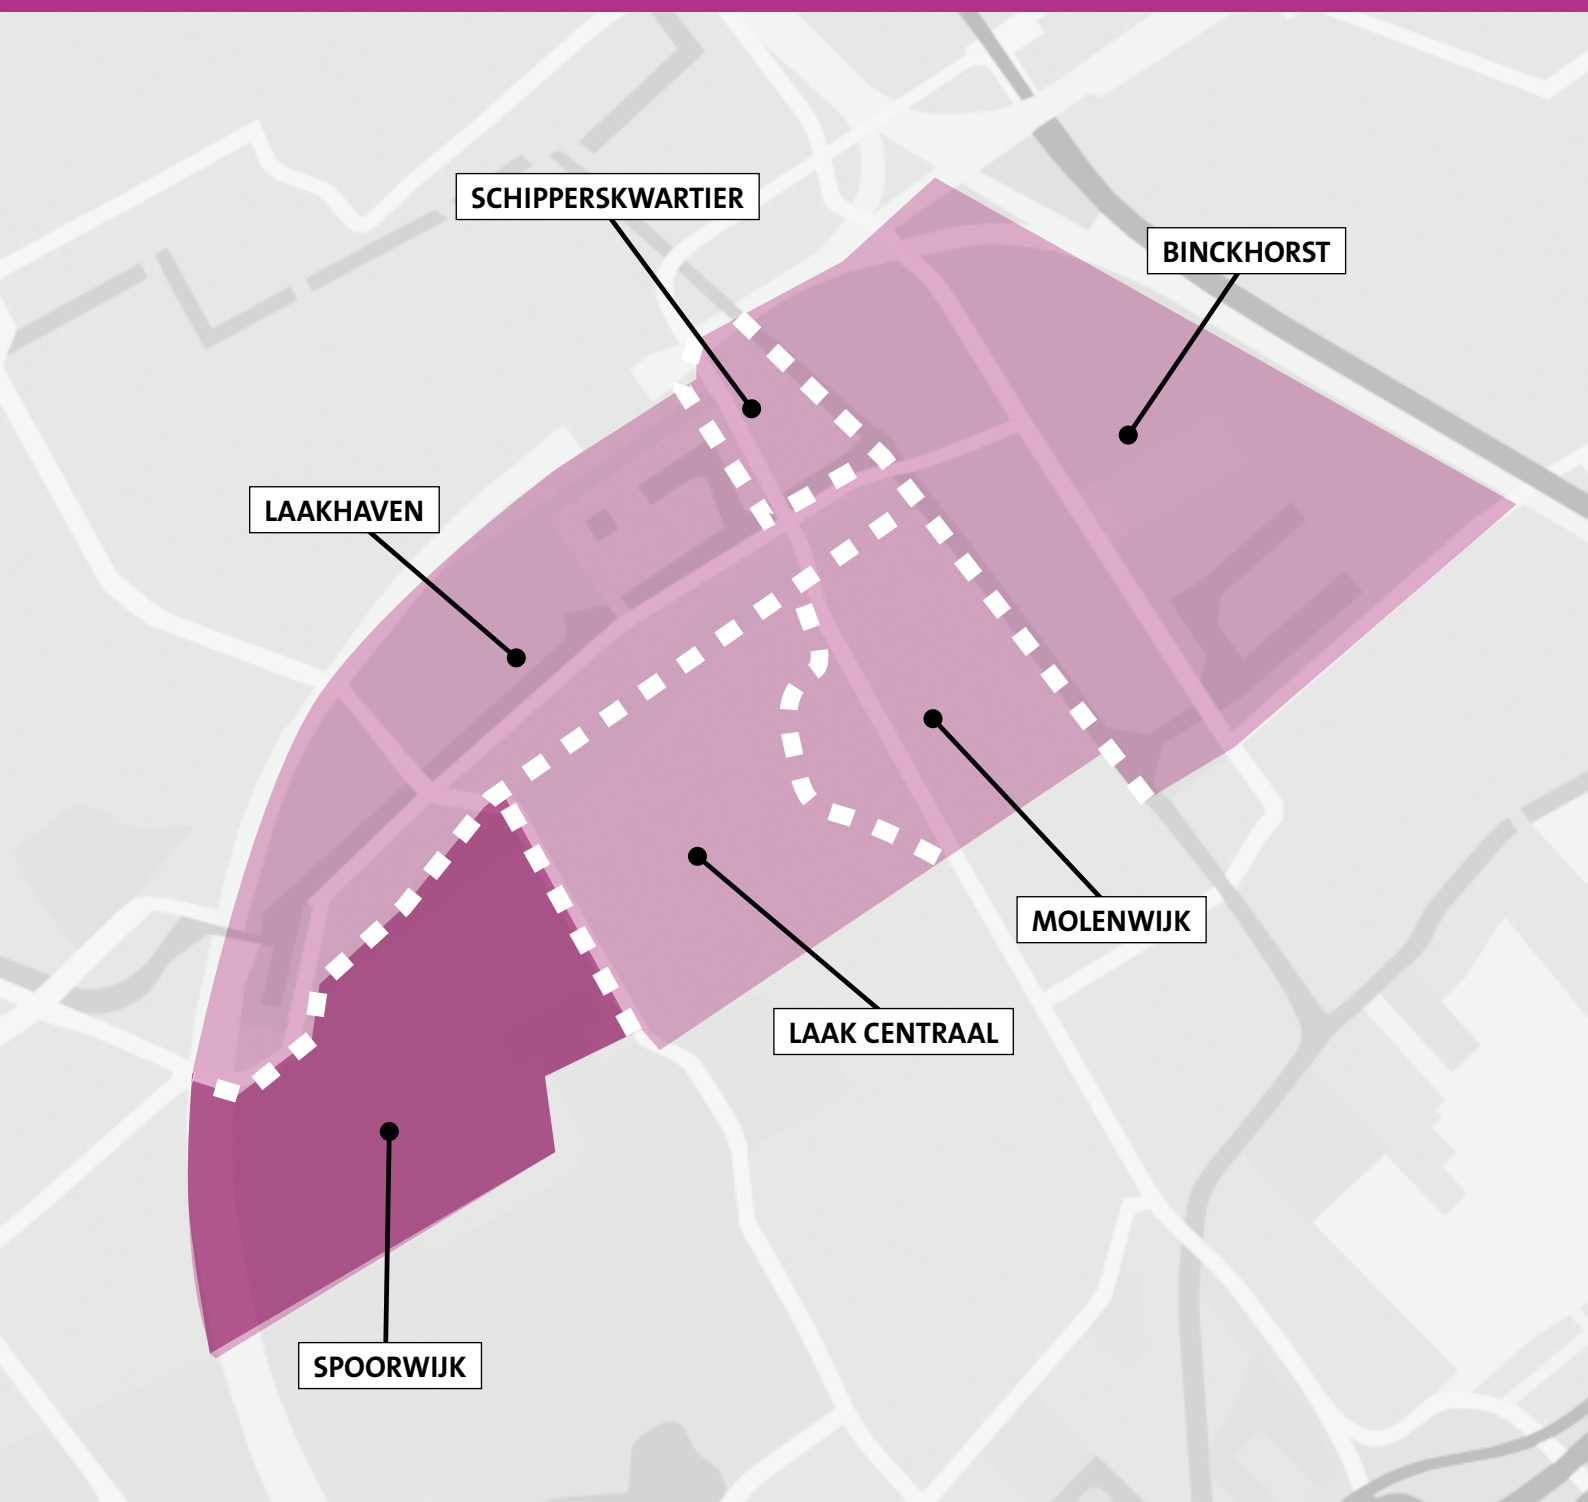 SCHIPPERSKWARTIER
BINCKHORST
LAAKHAVEN
MOLENWIJK
LAAK CENTRAAL
SPOORWIJK